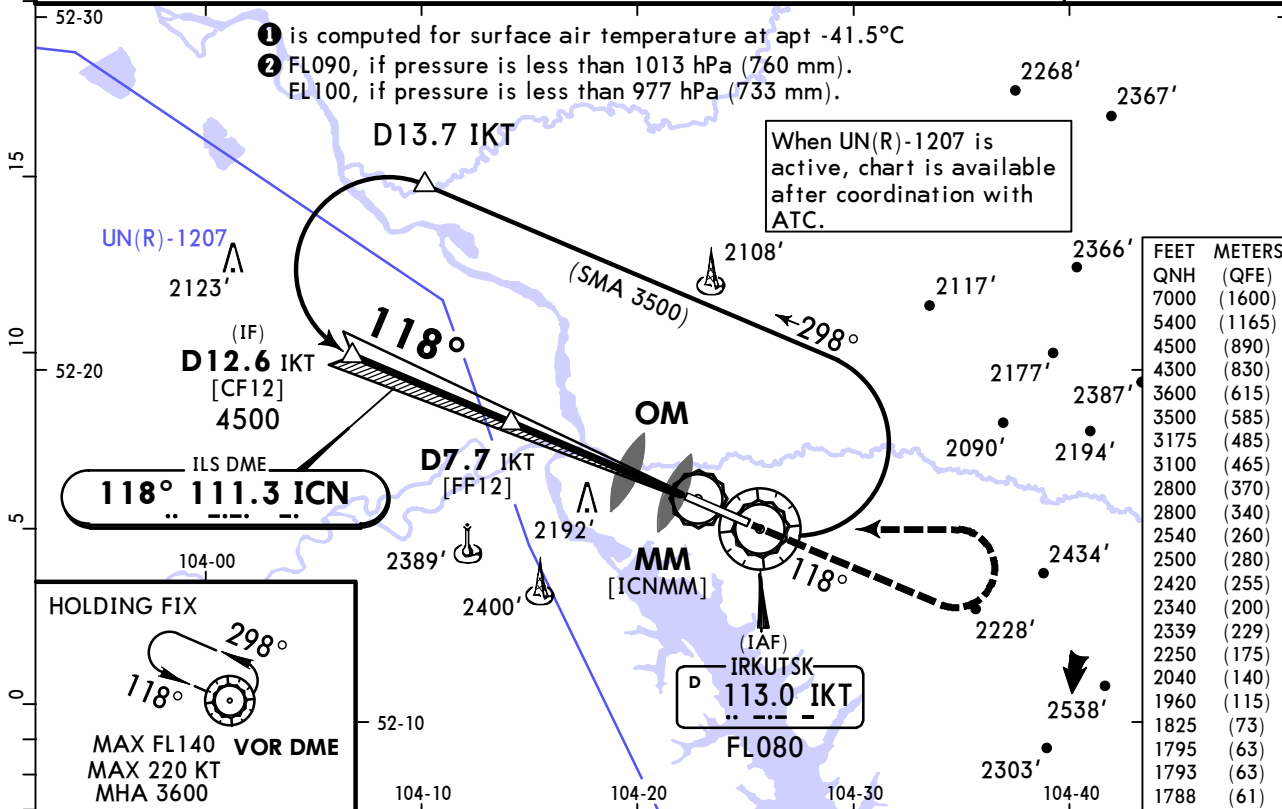 52-30
❶ is computed for surface air temperature at apt -41.5°C
❷ FL090, if pressure is less than 1013 hPa (760 mm).
FL100, if pressure is less than 977 hPa (733 mm).
2268'
2367'
D13.7 IKT
When UN(R)-1207 is
active, chart is available
after coordination with
ATC.
15
UN(R)-1207
2123'
2108'
(SMA 3500)
2366'
2117'
298°
118°
10
52-20
(IF)
D12.6 IKT
[CF12]
4500
2177'
2387'
OM
2090'
2194'
ILS DME
118° 111.3 ICN
D7.7 IKT
[FF12]
5
2192'
2389'
MM
[ICNMM]
118°
2434'
104-00
2400'
2228'
HOLDING FIX
298°
118°
MAX FL140
MAX 220 KT
MHA 3600
VOR DME
(IAF)
IRKUTSK
D 113.0 IKT
FL080
2538'
0
52-10
2303'
104-10
104-20
104-30
104-40
FEET METERS
QNH (QFE)
7000 (1600)
5400 (1165)
4500 (890)
4300 (830)
3600 (615)
3500 (585)
3175 (485)
3100 (465)
2800 (370)
2800 (340)
2540 (260)
2500 (280)
2420 (255)
2340 (200)
2339 (229)
2250 (175)
2040 (140)
1960 (115)
1825 (73)
1795 (63)
1793 (63)
1788 (61)